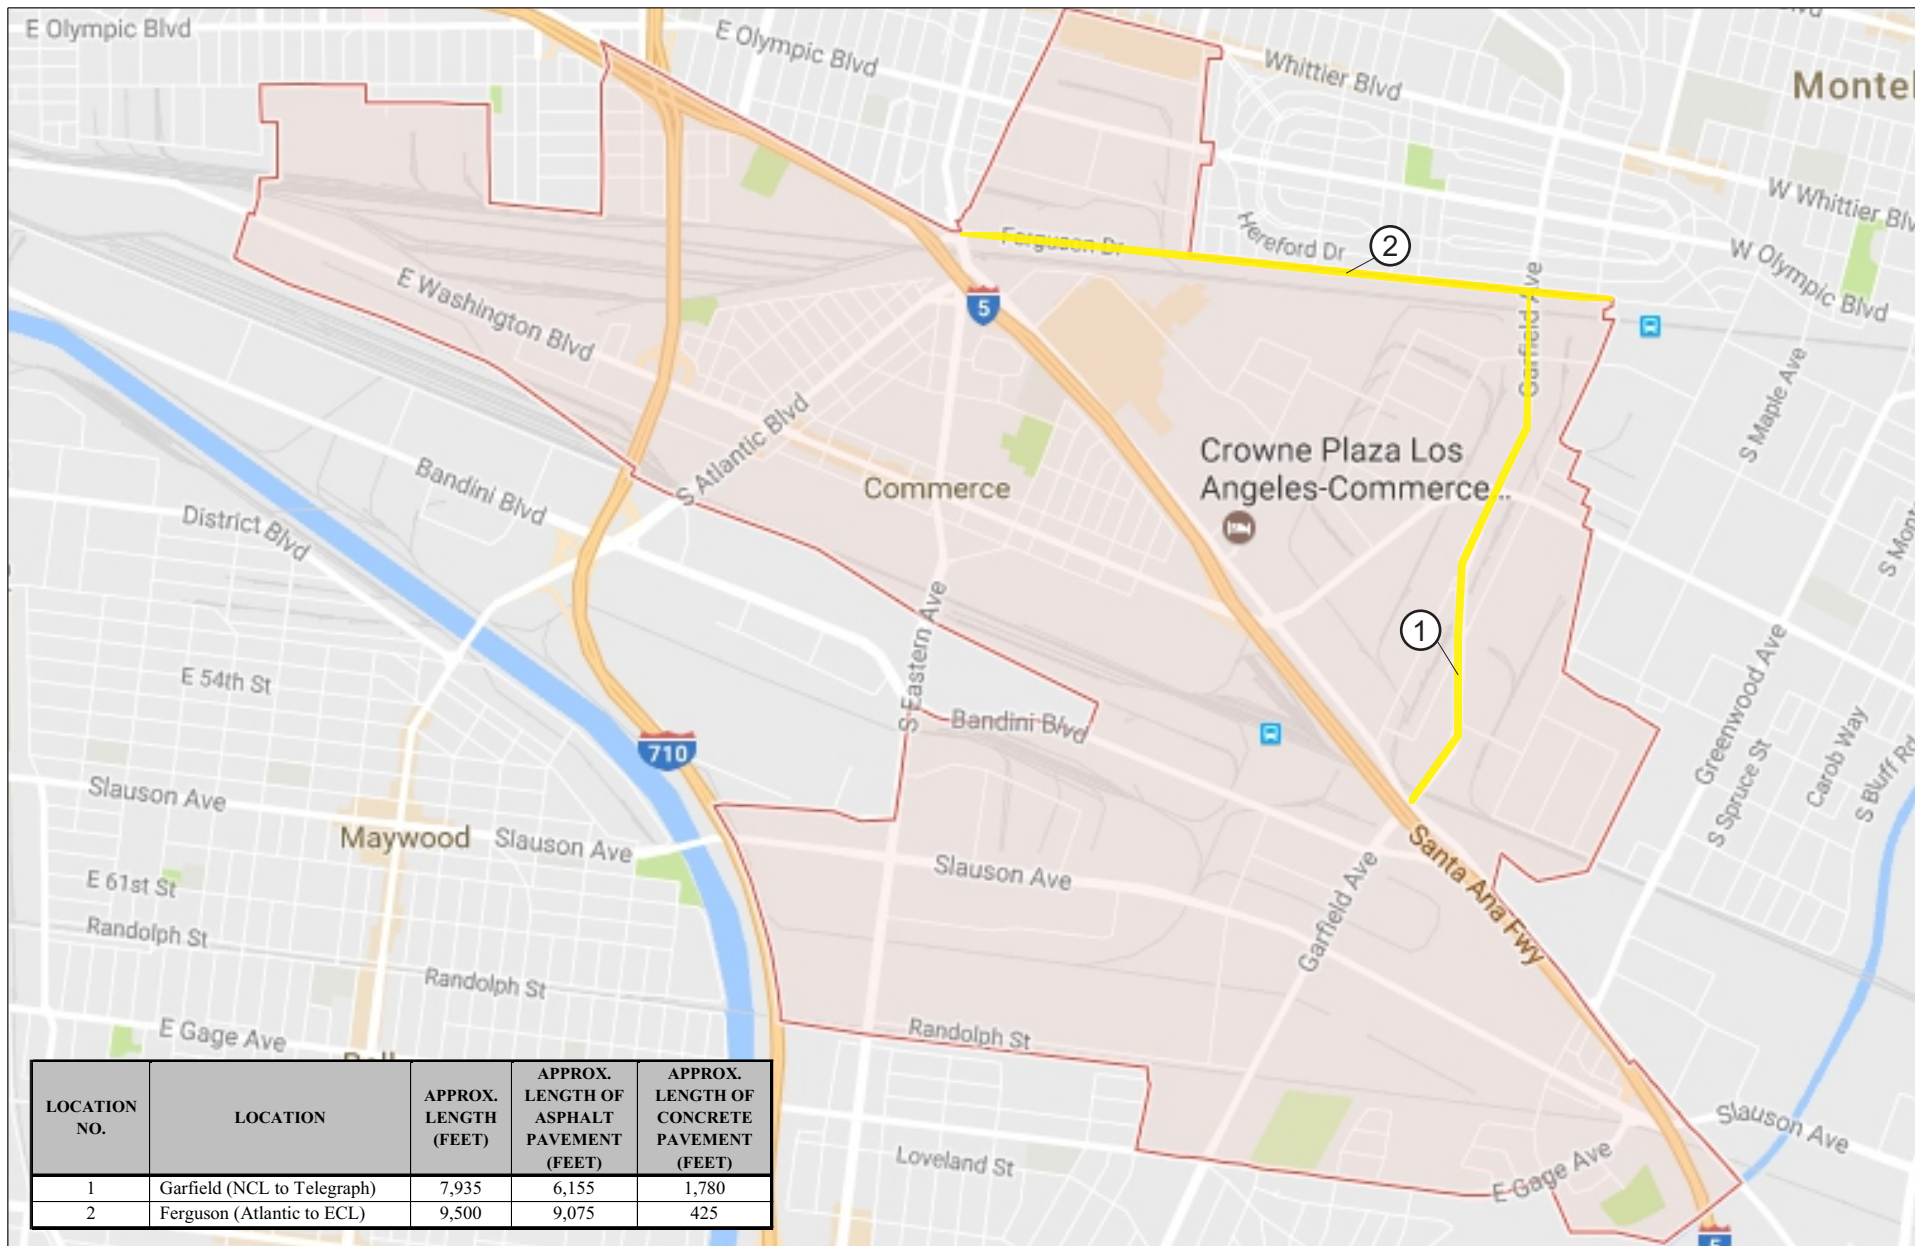 E Olympic Blvd
E Olympic Blvd
Whittier Blvd
W Whittier Blv
W Olympic Blvd
Ferguson Dr
Hereford Dr
2
Garfield Ave
5
E Washington Blvd
S Atlantic Blvd
S Maple Ave
Crowne Plaza Los
Angeles-Commerce...
Commerce
Bandini Blvd
District Blvd
S Eastern Ave
1
E 54th St
Bandini Blvd
710
Greenwood Ave
S Spruce St
Carob Way
S Bluff Rd
Slauson Ave
Maywood
Slauson Ave
Slauson Ave
Santa Ana Fwy
Garfield Ave
E 61st St
Randolph St
Randolph St
E Gage Ave
Randolph St
Loveland St
E Gage Ave
Slauson Ave
5
LOCATION NO. LOCATION APPROX. LENGTH (FEET) APPROX. LENGTH OF ASPHALT PAVEMENT (FEET) APPROX. LENGTH OF CONCRETE PAVEMENT (FEET)
1 Garfield (NCL to Telegraph) 7,935 6,155 1,780
2 Ferguson (Atlantic to ECL) 9,500 9,075 425